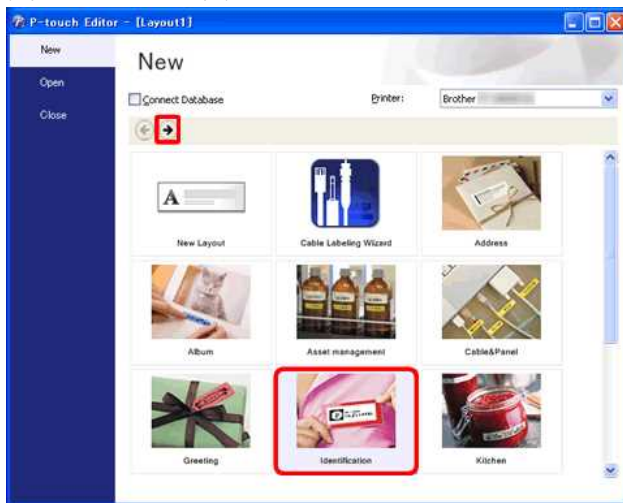 P-touch Editor - [Layout1]
New
Open
Close
New
Connect Database
Printer:
Brother
A
New Layout
Cable Labeling Wizard
Address
Album
Asset management
Cable&Panel
Greeting
Identification
Kitchen